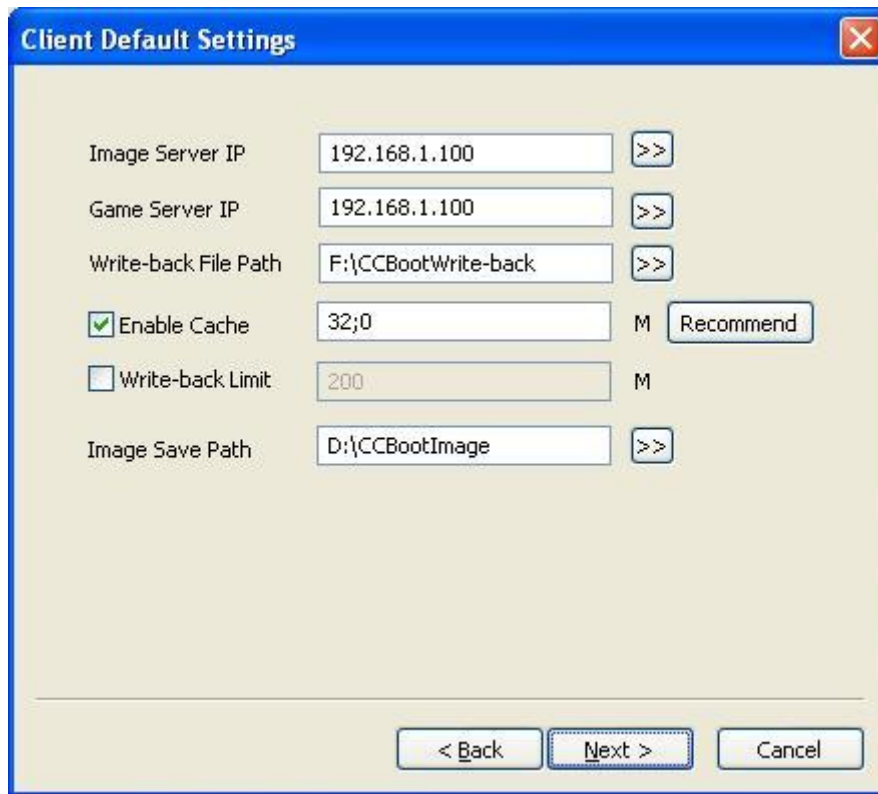 Client Default Settings
Image Server IP 192.168.1.100 >>
Game Server IP 192.168.1.100 >>
Write-back File Path F:\CCBootWrite-back >>
Enable Cache 32;0 M Recommend
Write-back Limit 200 M
Image Save Path D:\CCBootImage >>
< Back Next > Cancel